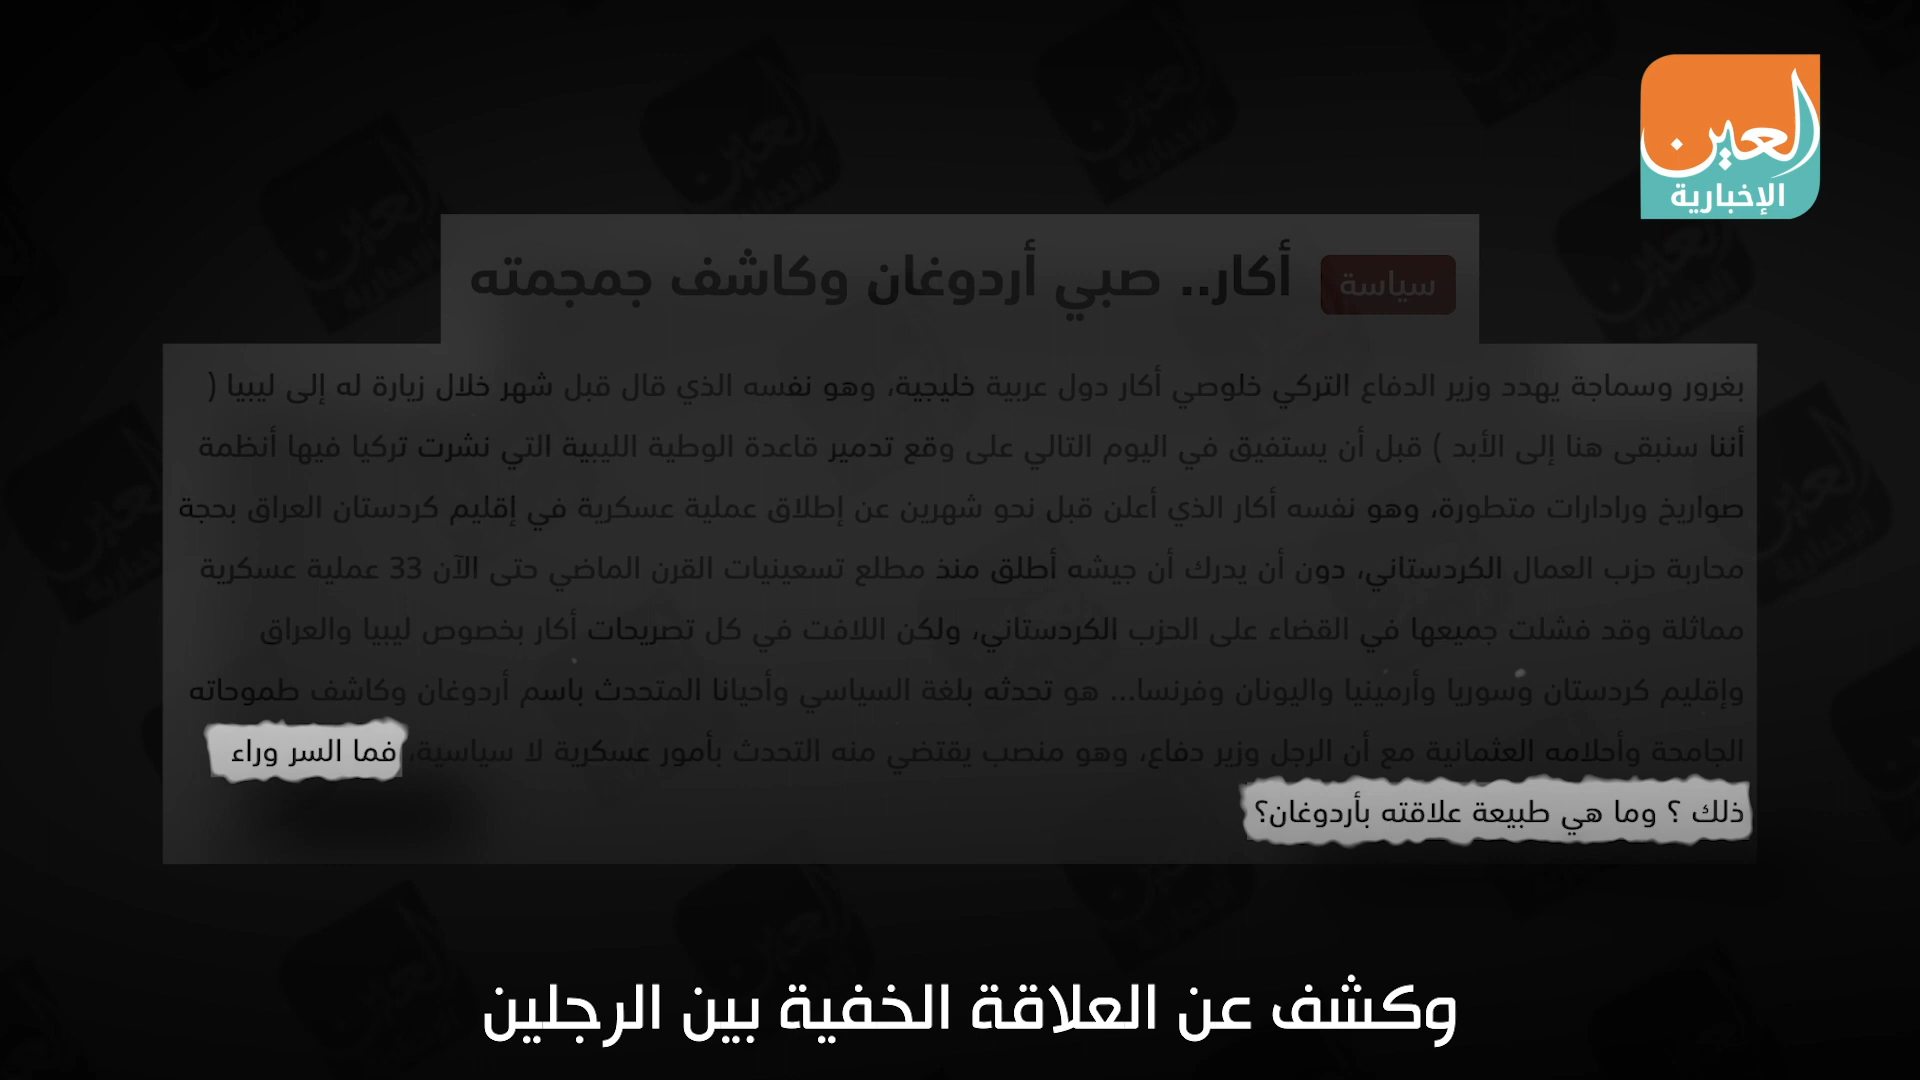 العين
الإخبارية
سياسة
أكار.. صبي أردوغان وكاشف جمجمته
بغرور وسماجة يهدد وزير الدفاع التركي خلوصي أكار دول عربية خليجية، وهو نفسه الذي قال قبل شهر خلال زيارة له إلى ليبيا (
أننا سنبقى هنا إلى الأبد ) قبل أن يستفيق في اليوم التالي على وقع تدمير قاعدة الوطية الليبية التي نشرت تركيا فيها أنظمة
صواريخ ورادارات متطورة، وهو نفسه أكار الذي أعلن قبل نحو شهرين عن إطلاق عملية عسكرية في إقليم كردستان العراق بحجة
محاربة حزب العمال الكردستاني، دون أن يدرك أن جيشه أطلق منذ مطلع تسعينيات القرن الماضي حتى الآن 33 عملية عسكرية
مماثلة وقد فشلت جميعها في القضاء على الحزب الكردستاني، ولكن اللافت في كل تصريحات أكار بخصوص ليبيا والعراق
وإقليم كردستان وسوريا وأرمينيا واليونان وفرنسا... هو تحدثه بلغة السياسي وأحيانا المتحدث باسم أردوغان وكاشف طموحاته
الجامحة وأحلامه العثمانية مع أن الرجل وزير دفاع، وهو منصب يقتضي منه التحدث بأمور عسكرية لا سياسية، فما السر وراء
ذلك ؟ وما هي طبيعة علاقته بأردوغان؟
وكشف عن العلاقة الخفية بين الرجلين